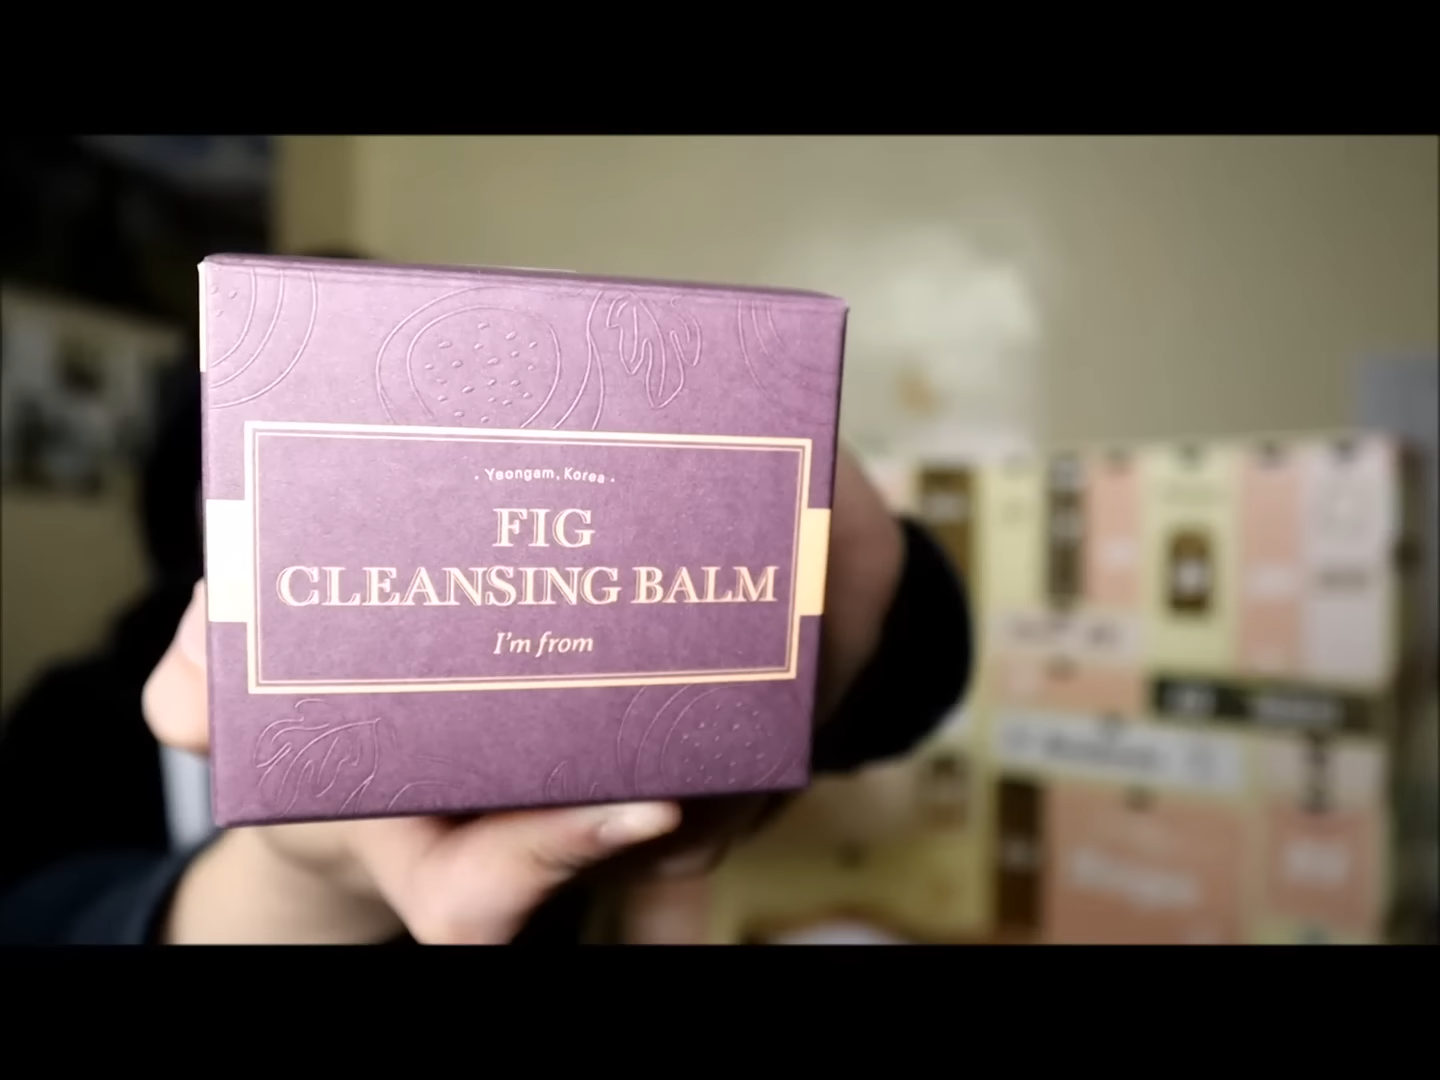 · Yeongam, Korea ·
FIG
CLEANSING BALM
I'm from